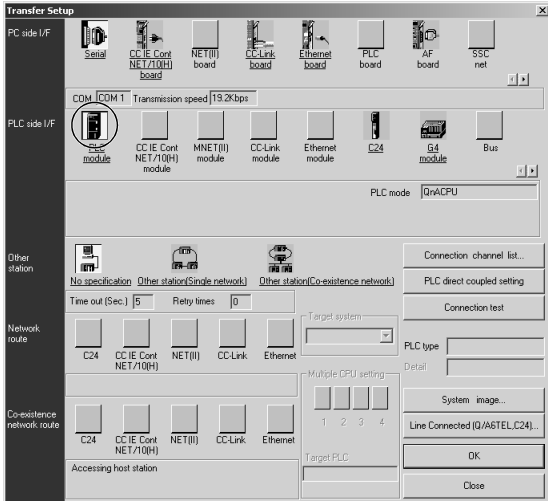 Transfer Setup
PC side I/F
Serial
CC IE Cont
NET/10(H)
board
NET(II)
board
CC-Link
board
Ethernet
board
PLC
board
AF
board
SSC
net
COM COM 1 Transmission speed 19.2Kbps
PLC side I/F
PLC
module
CC IE Cont
NET/10(H)
module
MNET(II)
module
CC-Link
module
Ethernet
module
C24
G4
module
Bus
PLC mode QnACPU
Other
station
No specification
Other station(Single network)
Other station(Co-existence network)
Time out (Sec.) 5 Retry times 0
Connection channel list...
PLC direct coupled setting
Connection test
Network
route
C24
CC IE Cont
NET/10(H)
NET(II)
CC-Link
Ethernet
Target system
PLC type
Detail
Multiple CPU setting
1 2 3 4
Target PLC
System image...
Line Connected (Q/A6TEL,C24)...
OK
Close
Co-existence
network route
C24
CC IE Cont
NET/10(H)
NET(II)
CC-Link
Ethernet
Accessing host station